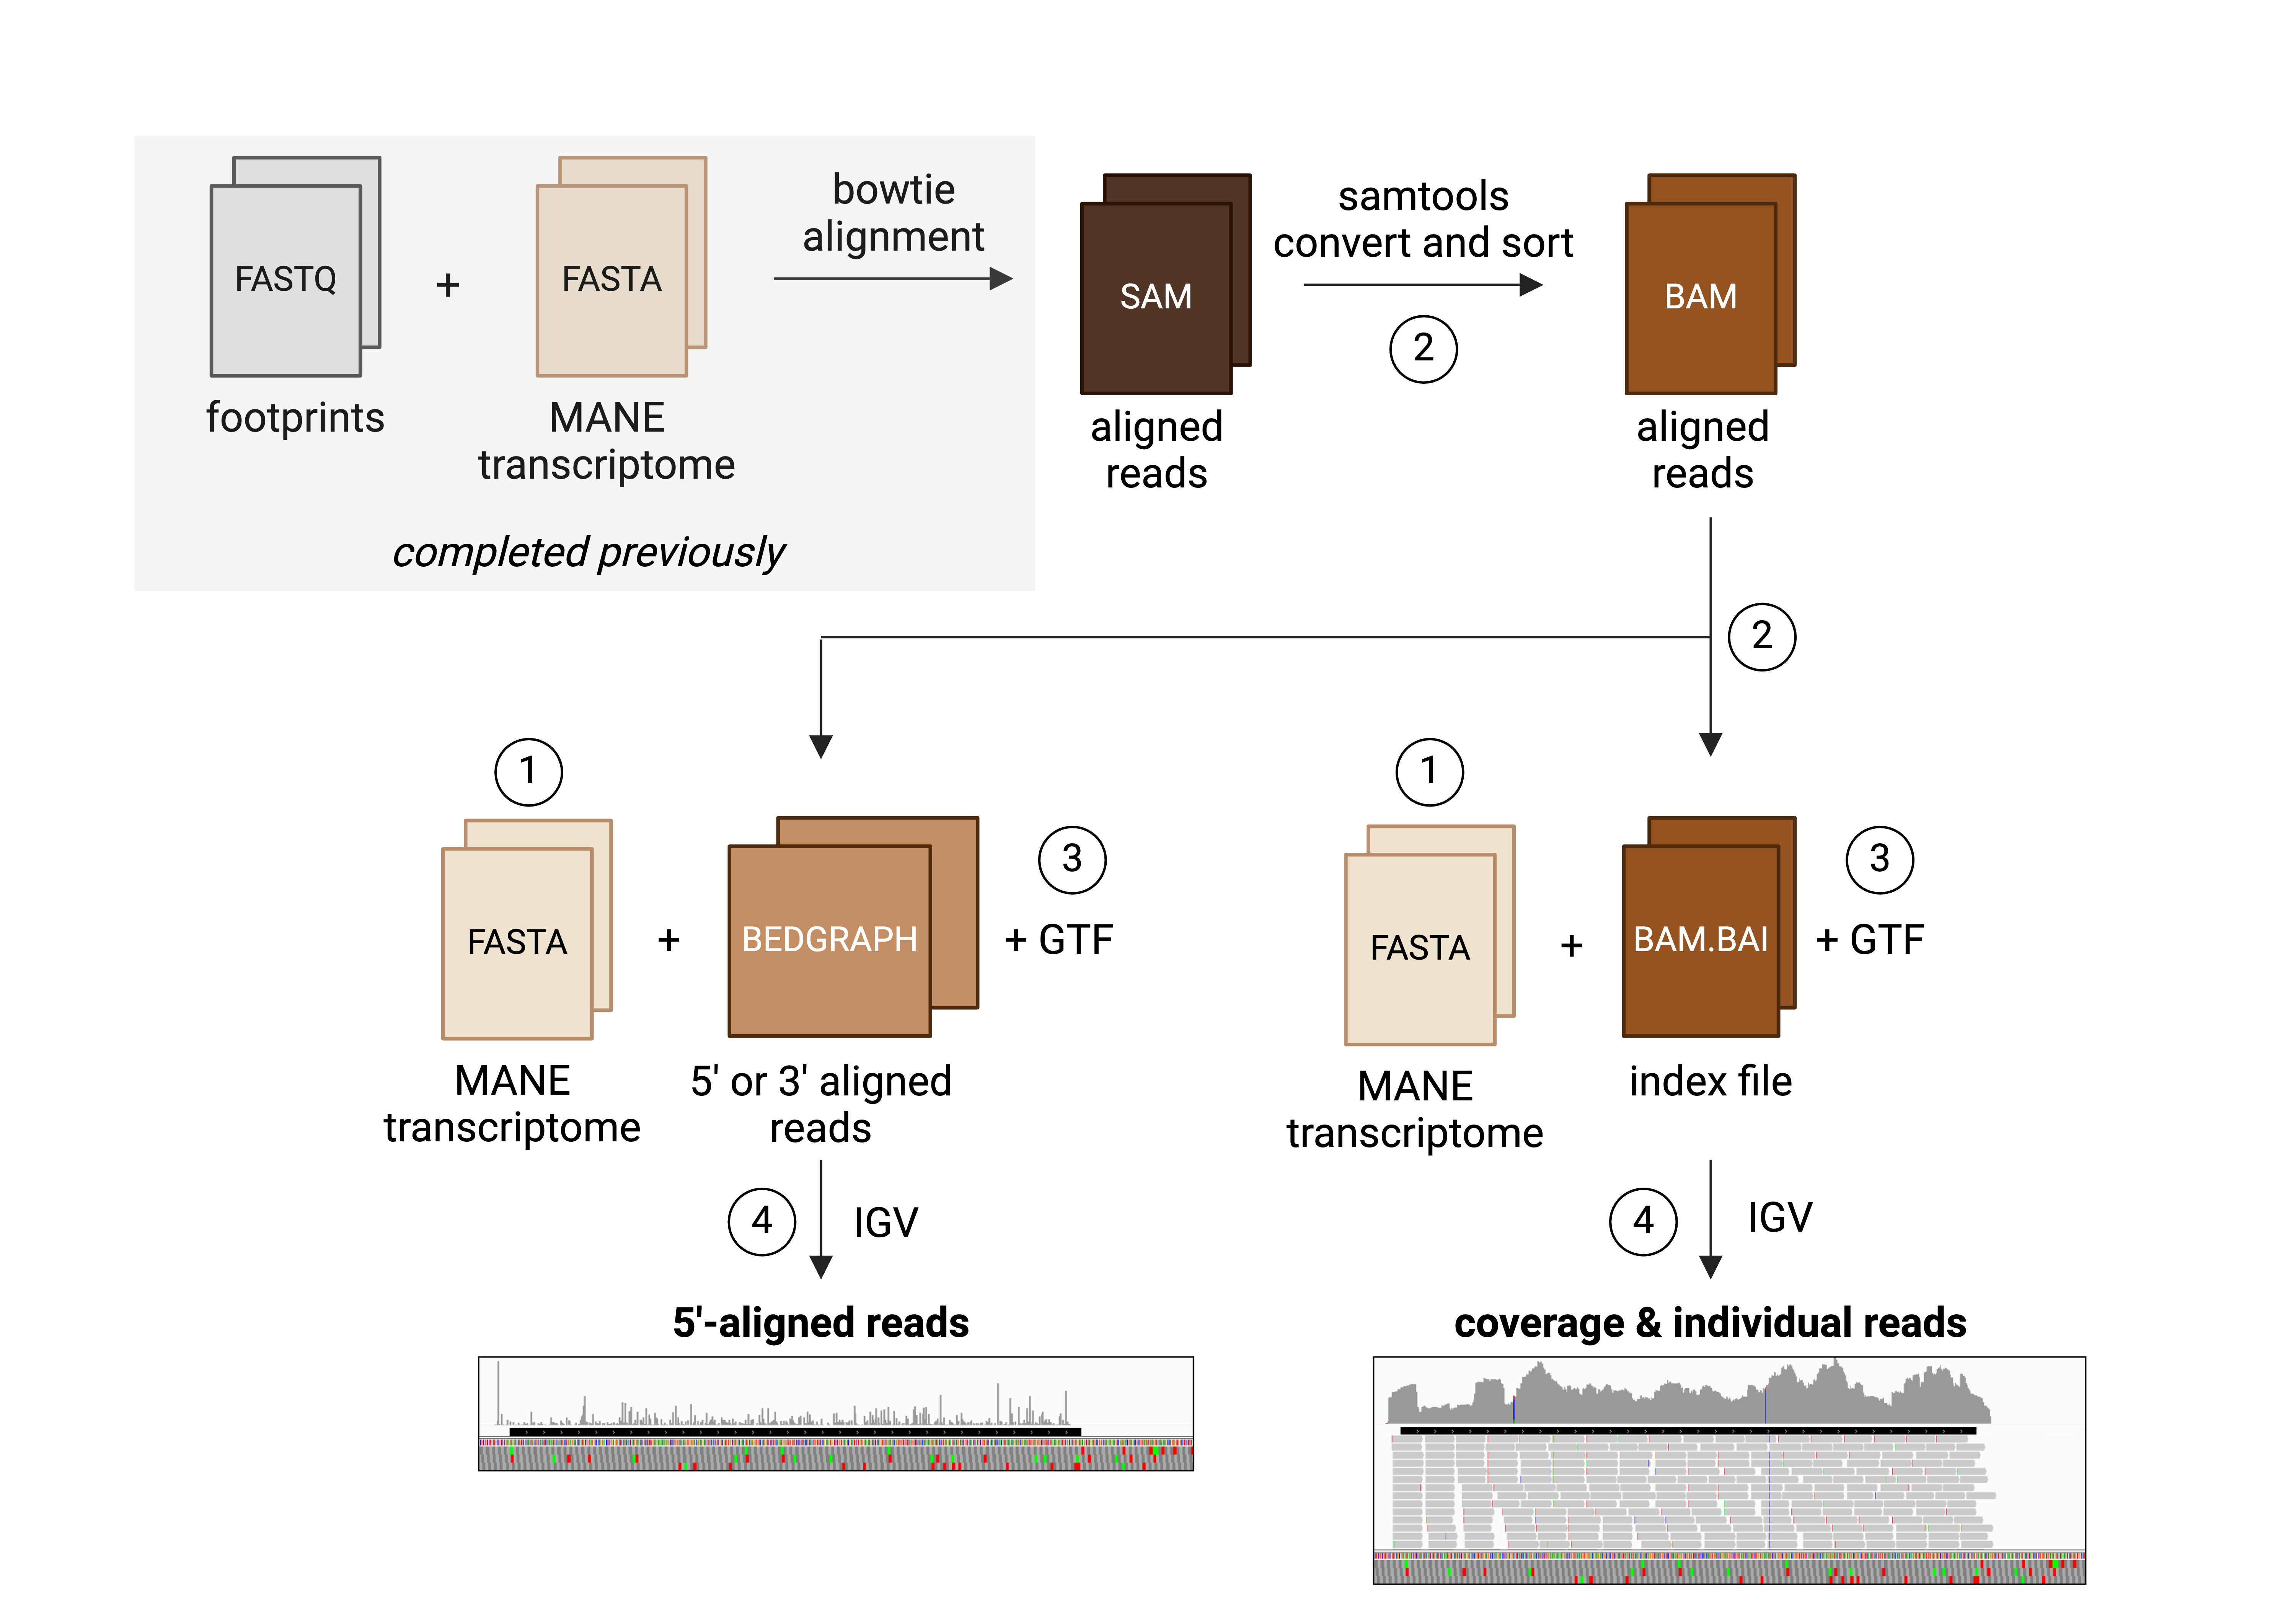 FASTQ
+
FASTA
footprints
MANE
transcriptome
completed previously
bowtie
alignment
SAM
aligned
reads
samtools
convert and sort
2
BAM
aligned
reads
2
1
FASTA
MANE
transcriptome
+
BEDGRAPH
5' or 3' aligned
reads
3
+ GTF
4
IGV
5'-aligned reads
1
FASTA
MANE
transcriptome
+
BAM.BAI
index file
3
+ GTF
4
IGV
coverage & individual reads